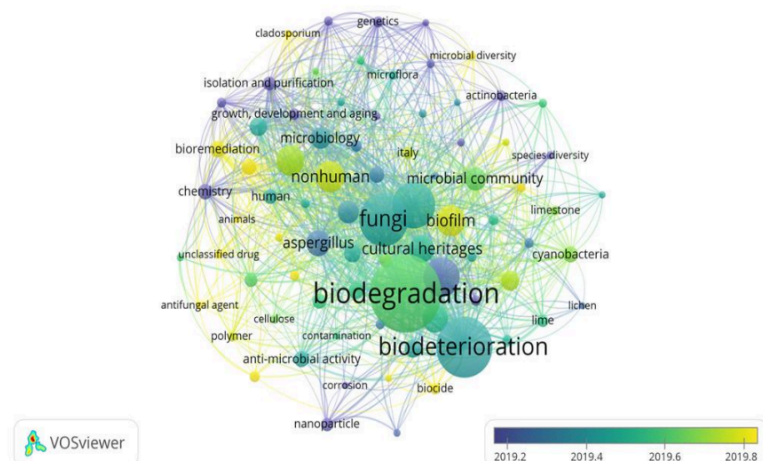 genetics
cladosporium
microbial diversity
microflora
isolation and purification
actinobacteria
growth, development and aging
microbiology
bioremediation
italy
species diversity
nonhuman
microbial community
chemistry
human
limestone
animals
fungi
biofilm
aspergillus
cultural heritages
unclassified drug
cyanobacteria
biodegradation
antifungal agent
lichen
cellulose
lime
polymer
contamination
biodeterioration
anti-microbial activity
corrosion
biocide
nanoparticle
VOSviewer
2019.2 2019.4 2019.6 2019.8